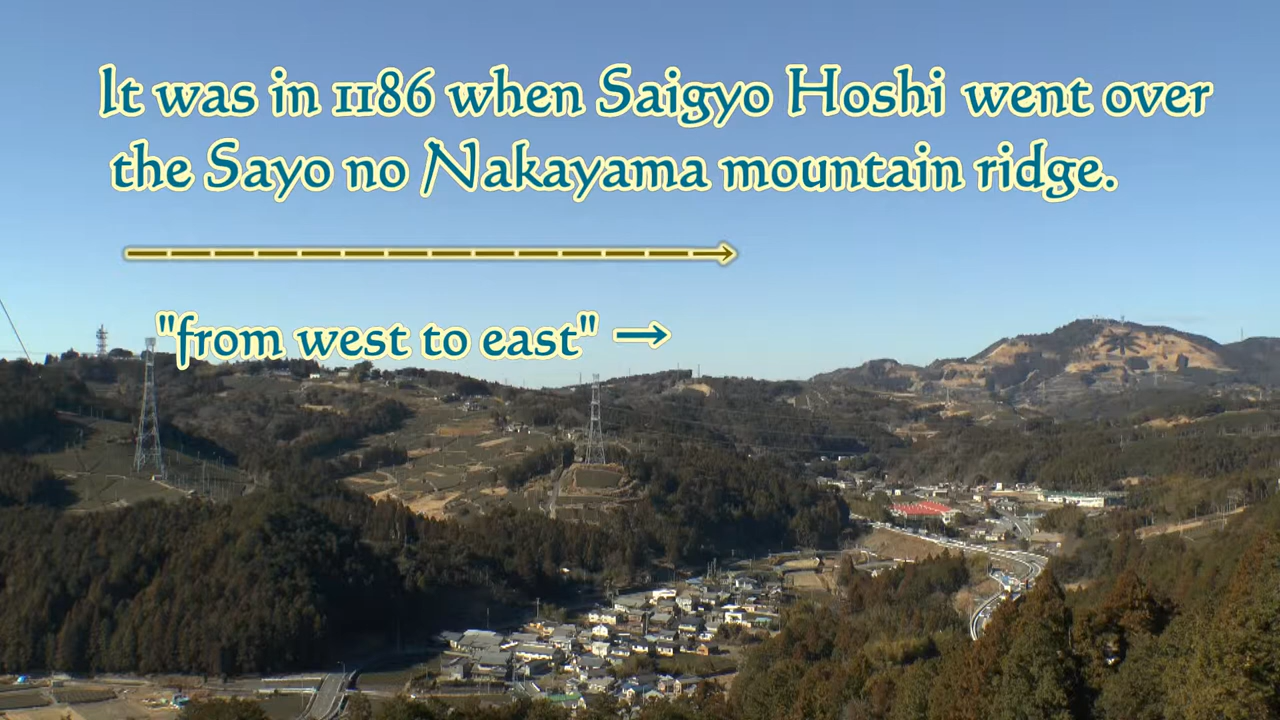 It was in 1186 when Saigyo Hoshi went over
the Sayo no Nakayama mountain ridge.
"from west to east" →